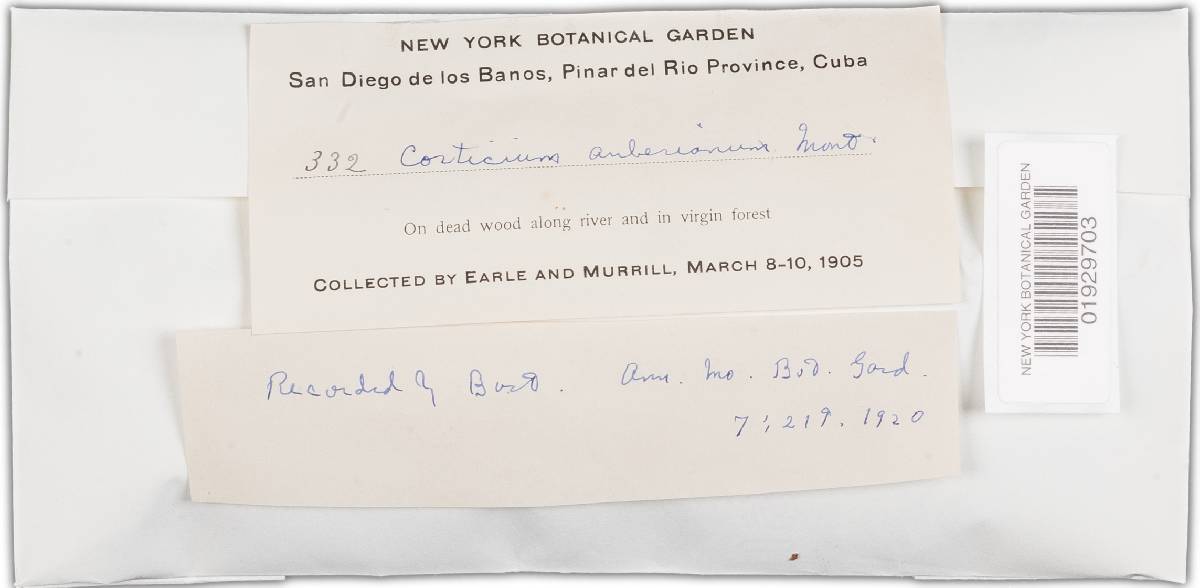 NEW YORK BOTANICAL GARDEN
San Diego de los Banos, Pinar del Rio Province, Cuba
332 Corticium auberianum Mont.
On dead wood along river and in virgin forest
COLLECTED BY EARLE AND MURRILL, MARCH 8-10, 1905
Recorded by Burt. Ann. Mo. Bot. Gard.
7:219. 1920
NEW YORK BOTANICAL GARDEN
01929703